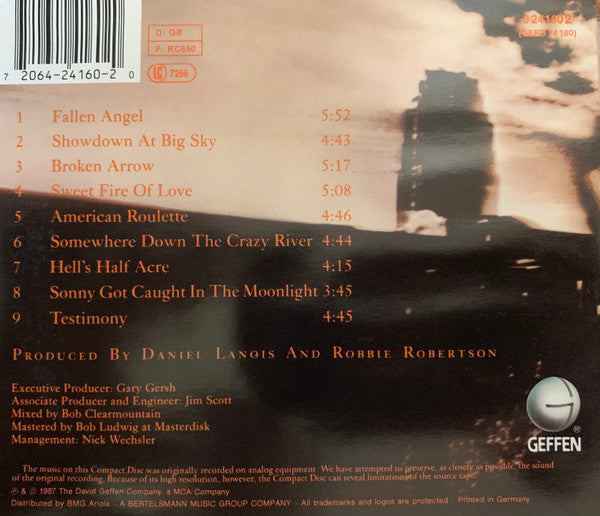 D: QB
F: RC650
LC 7266
9 24160 2
(GEFD 24160)
7 2064-24160-2 0
1 Fallen Angel 5:52
2 Showdown At Big Sky 4:43
3 Broken Arrow 5:17
4 Sweet Fire Of Love 5:08
5 American Roulette 4:46
6 Somewhere Down The Crazy River 4:44
7 Hell's Half Acre 4:15
8 Sonny Got Caught In The Moonlight 3:45
9 Testimony 4:45
PRODUCED BY DANIEL LANOIS AND ROBBIE ROBERTSON
Executive Producer: Gary Gersh
Associate Producer and Engineer: Jim Scott
Mixed by Bob Clearmountain
Mastered by Bob Ludwig at Masterdisk
Management: Nick Wechsler
GEFFEN
®
The music on this Compact Disc was originally recorded on analog equipment. We have attempted to preserve, as closely as possible, the sound
of the original recording. Because of its high resolution, however, the Compact Disc can reveal limitations of the source tape.
℗ & © 1987 The David Geffen Company, a MCA Company
Distributed by BMG Ariola - A BERTELSMANN MUSIC GROUP COMPANY - All trademarks and logos are protected - Printed in Germany